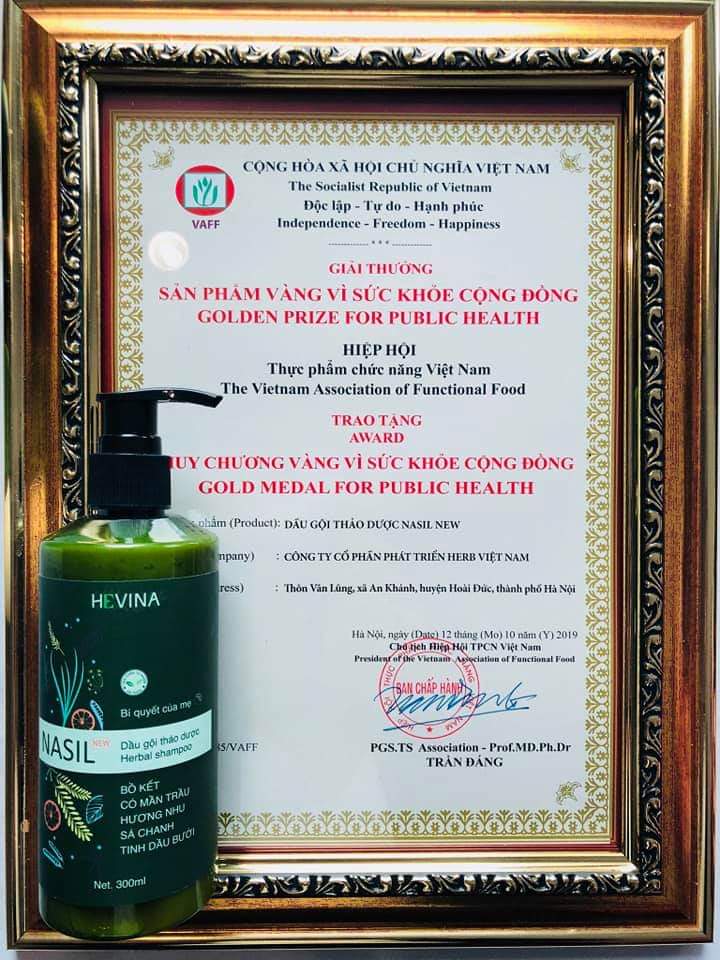 CỘNG HÒA XÃ HỘI CHỦ NGHĨA VIỆT NAM
The Socialist Republic of Vietnam
Độc lập - Tự do - Hạnh phúc
Independence - Freedom - Happiness
------------- * * * -------------
VAFF
GIẢI THƯỞNG
SẢN PHẨM VÀNG VÌ SỨC KHỎE CỘNG ĐỒNG
GOLDEN PRIZE FOR PUBLIC HEALTH
HIỆP HỘI
Thực phẩm chức năng Việt Nam
The Vietnam Association of Functional Food
TRAO TẶNG
AWARD
HUY CHƯƠNG VÀNG VÌ SỨC KHỎE CỘNG ĐỒNG
GOLD MEDAL FOR PUBLIC HEALTH
phẩm (Product): DẦU GỘI THẢO DƯỢC NASIL NEW
: CÔNG TY CỔ PHẦN PHÁT TRIỂN HERB VIỆT NAM
: Thôn Vân Lũng, xã An Khánh, huyện Hoài Đức, thành phố Hà Nội
Hà Nội, ngày (Date) 12 tháng (Mo) 10 năm (Y) 2019
Chủ tịch Hiệp Hội TPCN Việt Nam
President of the Vietnam Association of Functional Food
BAN CHẤP HÀNH
/VAFF
PGS.TS Association - Prof.MD.Ph.Dr
TRẦN ĐÁNG
HEVINA
Bí quyết của mẹ
NASIL NEW
Dầu gội thảo dược
Herbal shampoo
BỒ KẾT
CỎ MẦN TRẦU
HƯƠNG NHU
SẢ CHANH
TINH DẦU BƯỞI
Net. 300ml